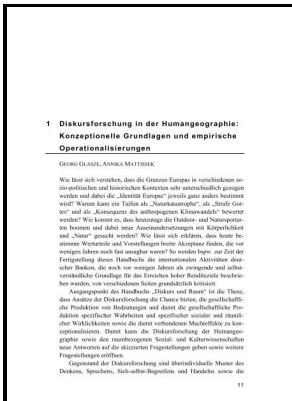 1 Diskursforschung in der Humangeographie:
Konzeptionelle Grundlagen und empirische
Operationalisierungen
GEORG GLASZE, ANNIKA MATTISSEK
Wie lässt sich verstehen, dass die Grenzen Europas in verschiedenen so-
zio-politischen und historischen Kontexten sehr unterschiedlich gezogen
werden und dabei die „Identität Europas“ jeweils ganz anders bestimmt
wird? Warum kann ein Taifun als „Naturkatastrophe“, als „Strafe Got-
tes“ und als „Konsequenz des anthropogenen Klimawandels“ bewertet
werden? Wie kommt es, dass heutzutage die Outdoor- und Natursportar-
ten boomen und dabei neue Auseinandersetzungen mit Körperlichkeit
und „Natur“ gesucht werden? Wie lässt sich erklären, dass heute be-
stimmte Werturteile und Vorstellungen breite Akzeptanz finden, die vor
wenigen Jahren noch fast unsagbar waren? So werden bspw. zur Zeit der
Fertigstellung dieses Handbuchs die internationalen Aktivitäten deut-
scher Banken, die noch vor wenigen Jahren als zwingende und selbst-
verständliche Grundlage für das Erreichen hoher Renditeziele beschrie-
ben wurden, von verschiedenen Seiten grundsätzlich kritisiert.
Ausgangspunkt des Handbuchs „Diskurs und Raum“ ist die These,
dass Ansätze der Diskursforschung die Chance bieten, die gesellschaftli-
che Produktion von Bedeutungen und damit die gesellschaftliche Pro-
duktion spezifischer Wahrheiten und spezifischer sozialer und räumli-
cher Wirklichkeiten sowie die damit verbundenen Machteffekte zu kon-
zeptionalisieren. Damit kann die Diskursforschung der Humangeo-
graphie sowie den raumbezogenen Sozial- und Kulturwissenschaften
neue Antworten auf die skizzierten Fragestellungen geben sowie weitere
Fragestellungen eröffnen.
Gegenstand der Diskursforschung sind überindividuelle Muster des
Denkens, Sprechens, Sich-selbst-Begreifens und Handelns sowie die
11